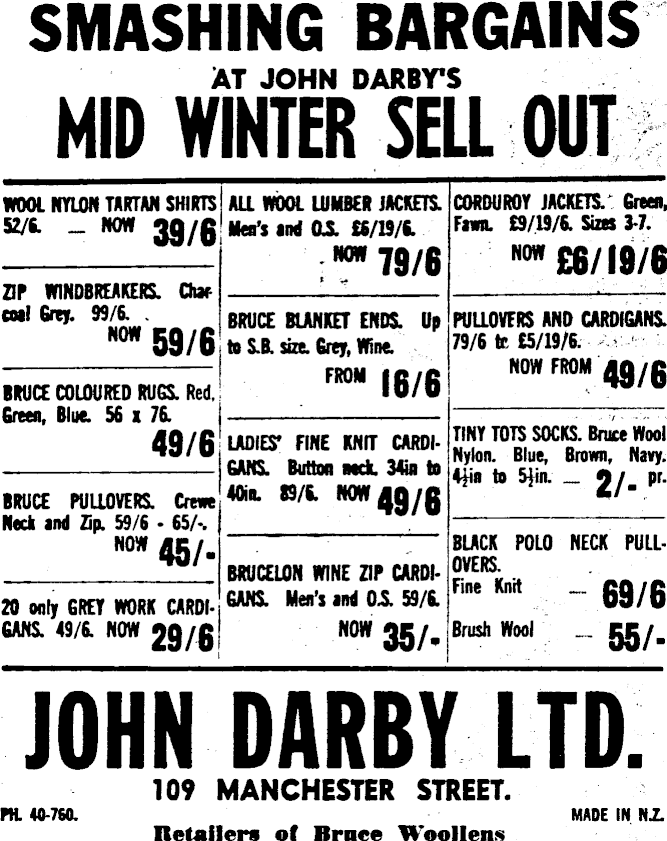 SMASHING BARGAINS
AT JOHN DARBY'S
MID WINTER SELL OUT
WOOL NYLON TARTAN SHIRTS
52/6. — NOW 39/6
ZIP WINDBREAKERS. Char-
coal Grey. 99/6.
NOW 59/6
BRUCE COLOURED RUGS. Red,
Green, Blue. 56 x 76.
49/6
BRUCE PULLOVERS. Crewe
Neck and Zip. 59/6 - 65/-.
NOW 45/-
20 only GREY WORK CARDI-
GANS. 49/6. NOW 29/6
ALL WOOL LUMBER JACKETS.
Men's and O.S. £6/19/6.
NOW 79/6
BRUCE BLANKET ENDS. Up
to S.B. size. Grey, Wine.
FROM 16/6
LADIES' FINE KNIT CARDI-
GANS. Button neck. 34in to
40in. 89/6. NOW 49/6
BRUCELON WINE ZIP CARDI-
GANS. Men's and O.S. 59/6.
NOW 35/-
CORDUROY JACKETS. Green,
Fawn. £9/19/6. Sizes 3-7.
NOW £6/19/6
PULLOVERS AND CARDIGANS.
79/6 to £5/19/6.
NOW FROM 49/6
TINY TOTS SOCKS. Bruce Wool
Nylon. Blue, Brown, Navy.
4½in to 5½in. — 2/- pr.
BLACK POLO NECK PULL-
OVERS.
Fine Knit — 69/6
Brush Wool — 55/-
JOHN DARBY LTD.
109 MANCHESTER STREET.
PH. 40-760. MADE IN N.Z.
Retailers of Bruce Woollens